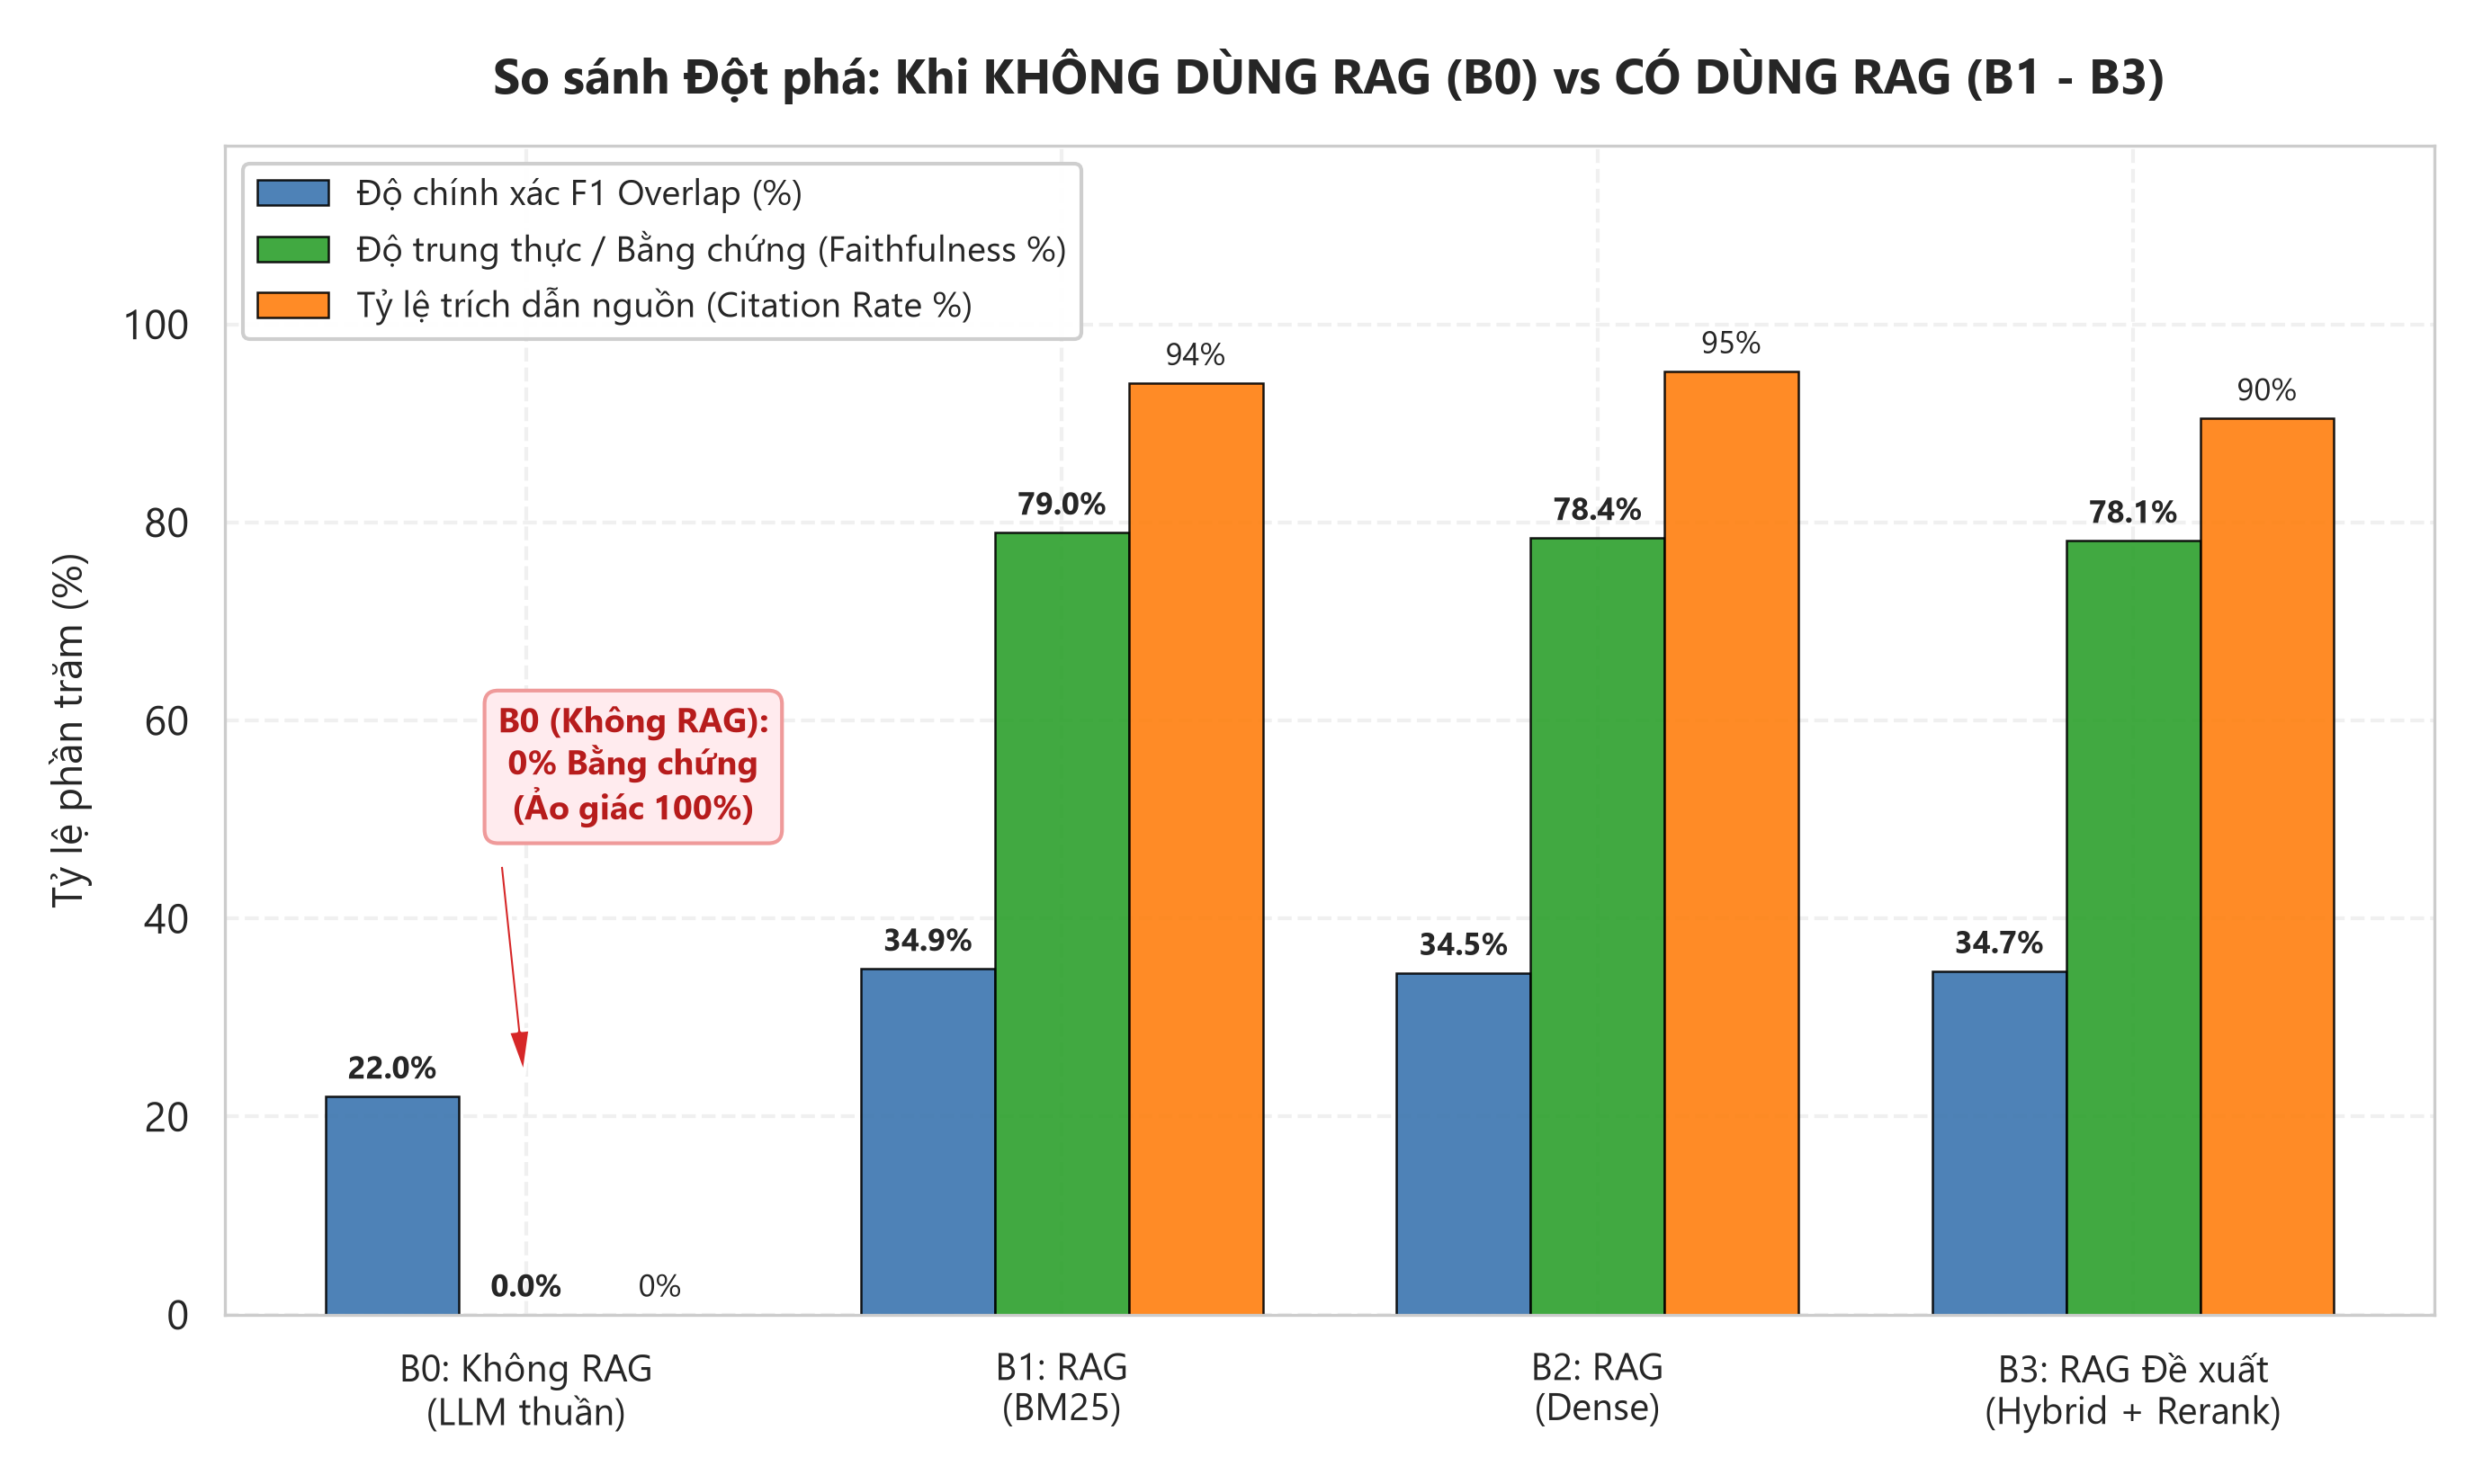 So sánh Đột phá: Khi KHÔNG DÙNG RAG (B0) vs CÓ DÙNG RAG (B1 - B3)
Độ chính xác F1 Overlap (%)
Độ trung thực / Bằng chứng (Faithfulness %)
Tỷ lệ trích dẫn nguồn (Citation Rate %)
Tỷ lệ phần trăm (%)
100
80
60
40
20
0
B0 (Không RAG):
0% Bằng chứng
(Ảo giác 100%)
22.0%
0.0%
0%
34.9%
79.0%
94%
34.5%
78.4%
95%
34.7%
78.1%
90%
B0: Không RAG
(LLM thuần)
B1: RAG
(BM25)
B2: RAG
(Dense)
B3: RAG Đề xuất
(Hybrid + Rerank)